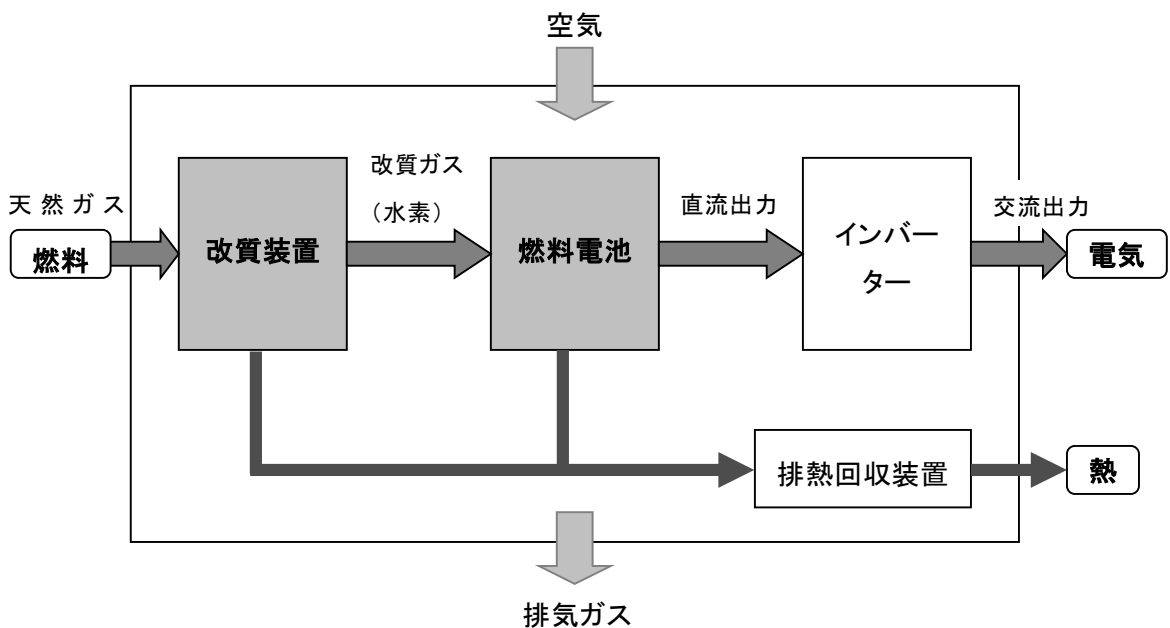 空気
天然ガス
燃料
改質装置
改質ガス
（水素）
燃料電池
直流出力
インバー
ター
交流出力
電気
排熱回収装置
熱
排気ガス